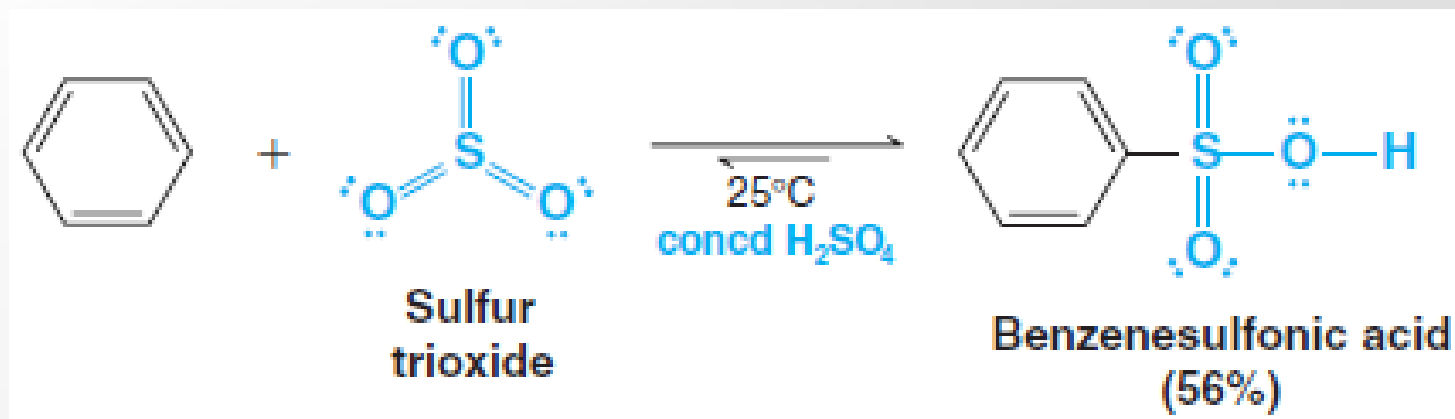 O
+ S
O O
25°C
concd H₂SO₄
Sulfur
trioxide
O
S O H
O
Benzenesulfonic acid
(56%)